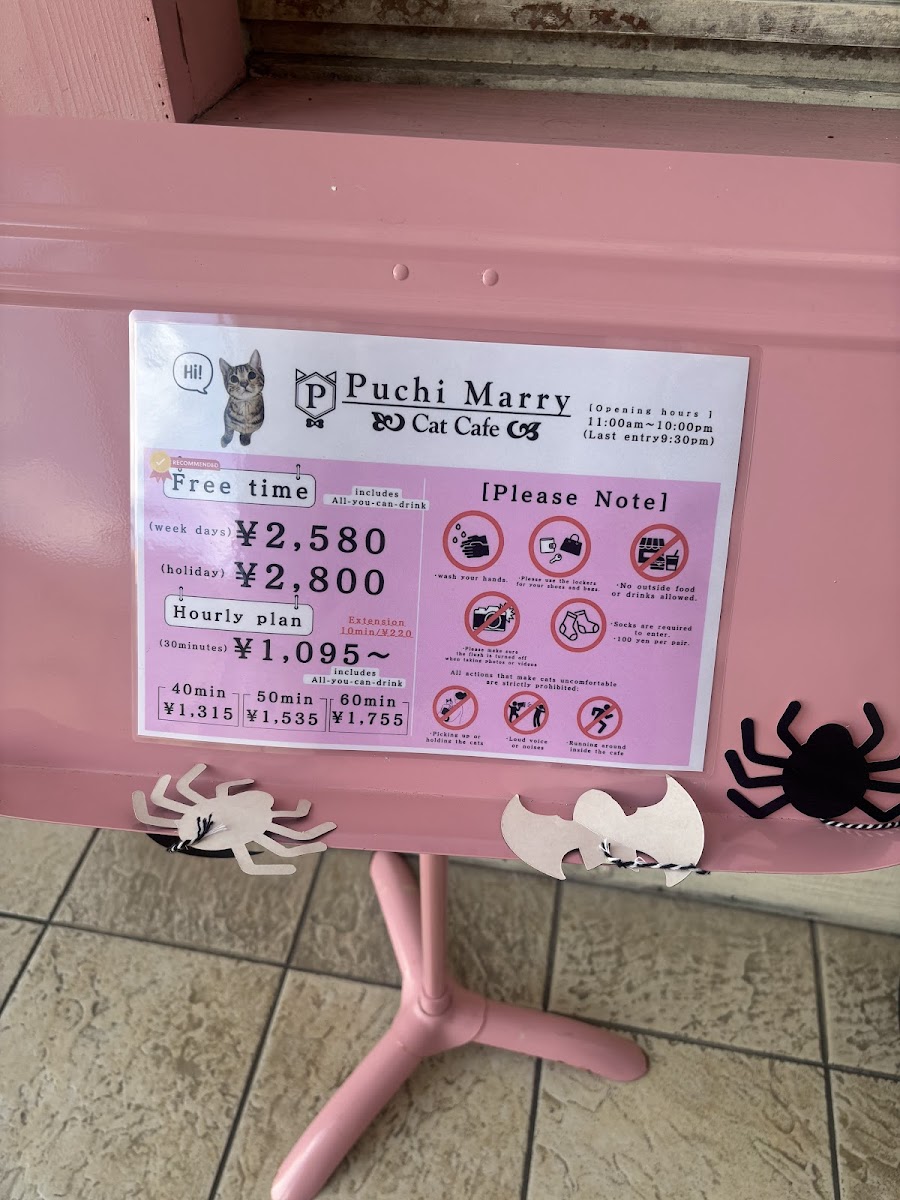 Hi!
P
Puchi Marry
Cat Cafe
[Opening hours ]
11:00am~10:00pm
(Last entry9:30pm)
RECOMMENDED
Free time
includes
All-you-can-drink
(week days) ¥2,580
(holiday) ¥2,800
Hourly plan
Extension
10min/¥220
(30minutes) ¥1,095~
includes
All-you-can-drink
40min
¥1,315
50min
¥1,535
60min
¥1,755
[Please Note]
・wash your hands.
・Please use the lockers
for your shoes and bags.
・No outside food
or drinks allowed.
・Please make sure
the flash is turned off
when taking photos or videos
・Socks are required
to enter.
・100 yen per pair.
All actions that make cats uncomfortable
are strictly prohibited:
・Picking up or
holding the cats
・Loud voice
or noises
・Running around
inside the cafe